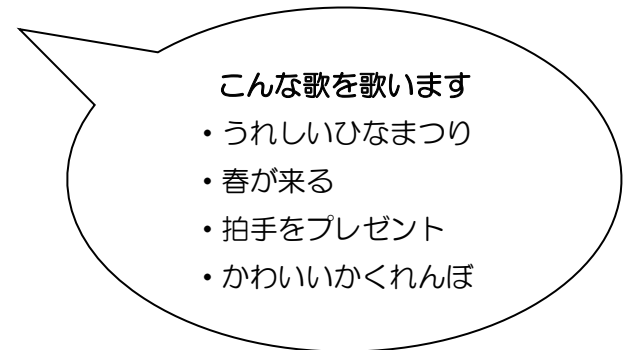 こんな歌を歌います
・うれしいひなまつり
・春が来る
・拍手をプレゼント
・かわいいかくれんぼ